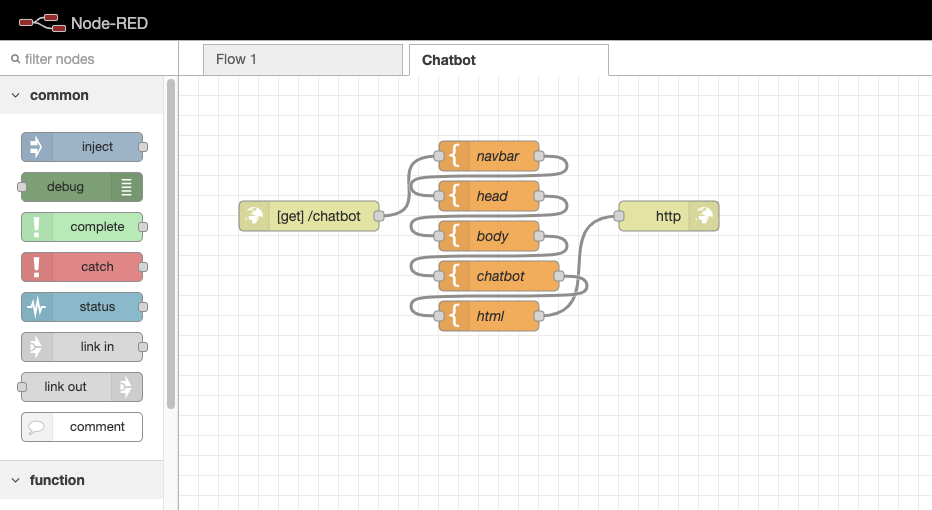 Node-RED
filter nodes
Flow 1
Chatbot
common
inject
debug
complete
catch
status
link in
link out
comment
function
[get] /chatbot
navbar
head
body
chatbot
html
http